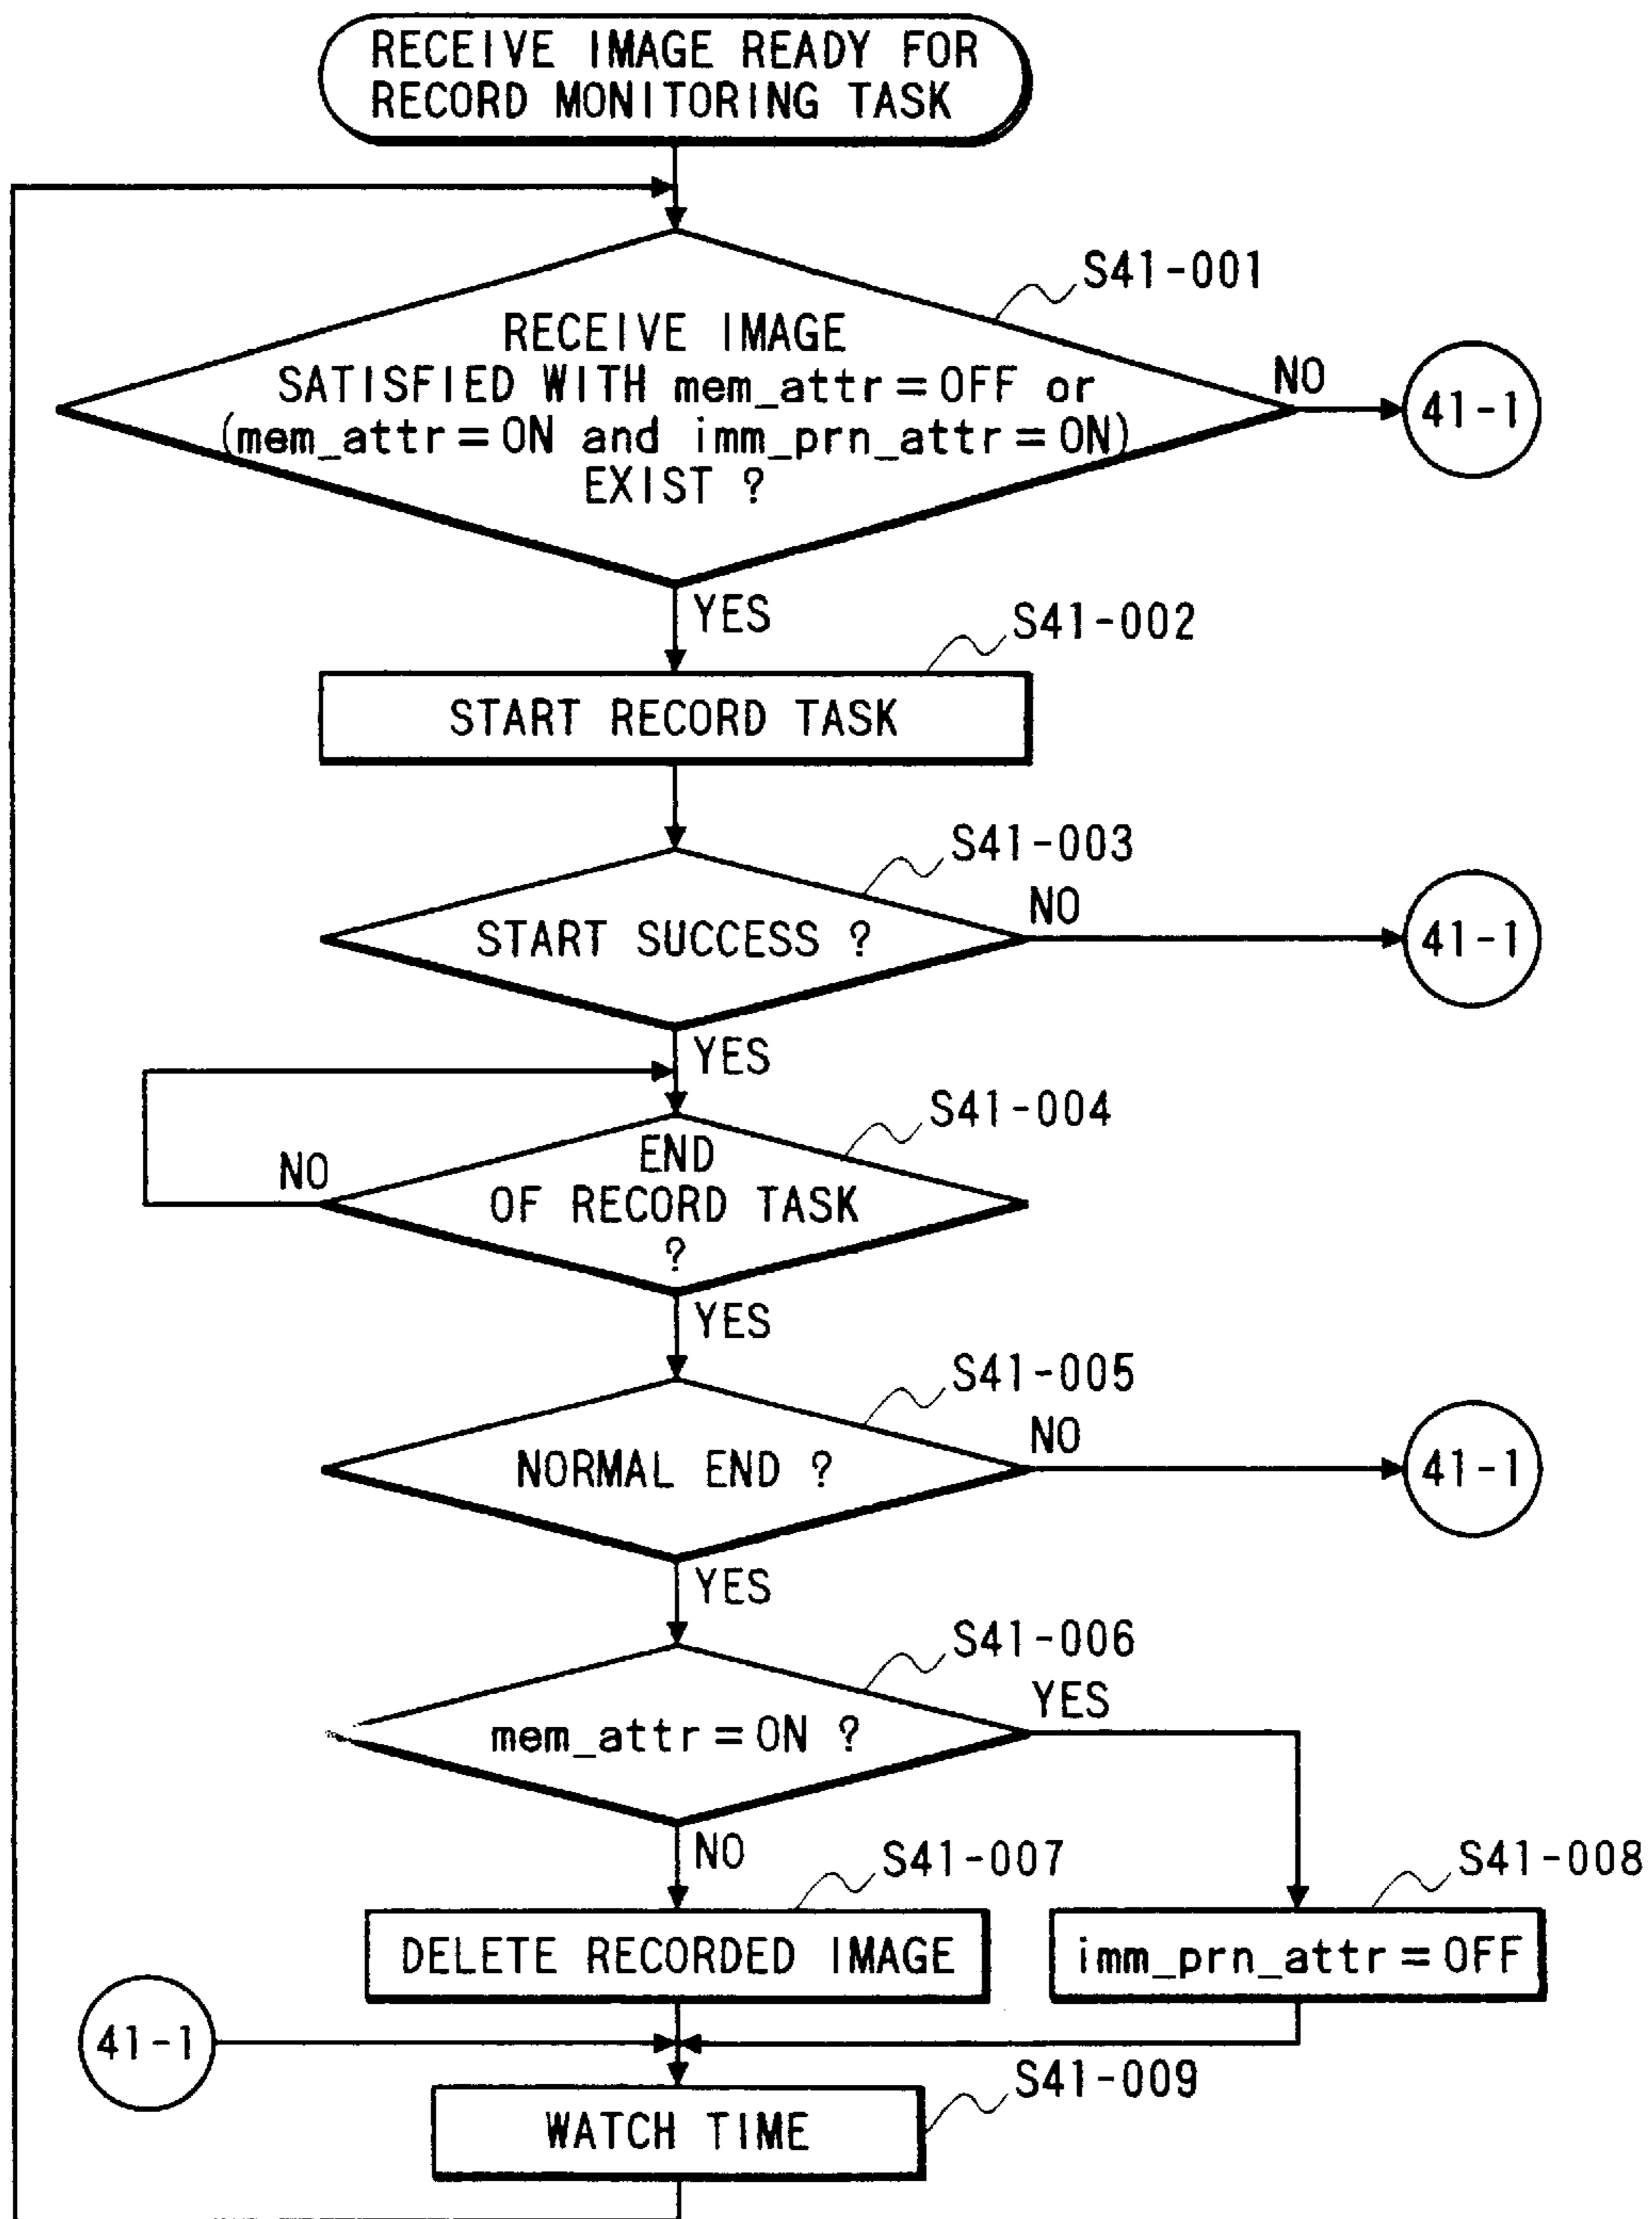 RECEIVE IMAGE READY FOR
RECORD MONITORING TASK
S41-001
RECEIVE IMAGE
SATISFIED WITH mem_attr=OFF or
(mem_attr=ON and imm_prn_attr=ON)
EXIST ?
NO
41-1
YES
S41-002
START RECORD TASK
S41-003
START SUCCESS ?
NO
41-1
YES
S41-004
END
OF RECORD TASK
?
NO
YES
S41-005
NORMAL END ?
NO
41-1
YES
S41-006
mem_attr=ON ?
YES
NO
S41-007
S41-008
DELETE RECORDED IMAGE
imm_prn_attr=OFF
41-1
S41-009
WATCH TIME